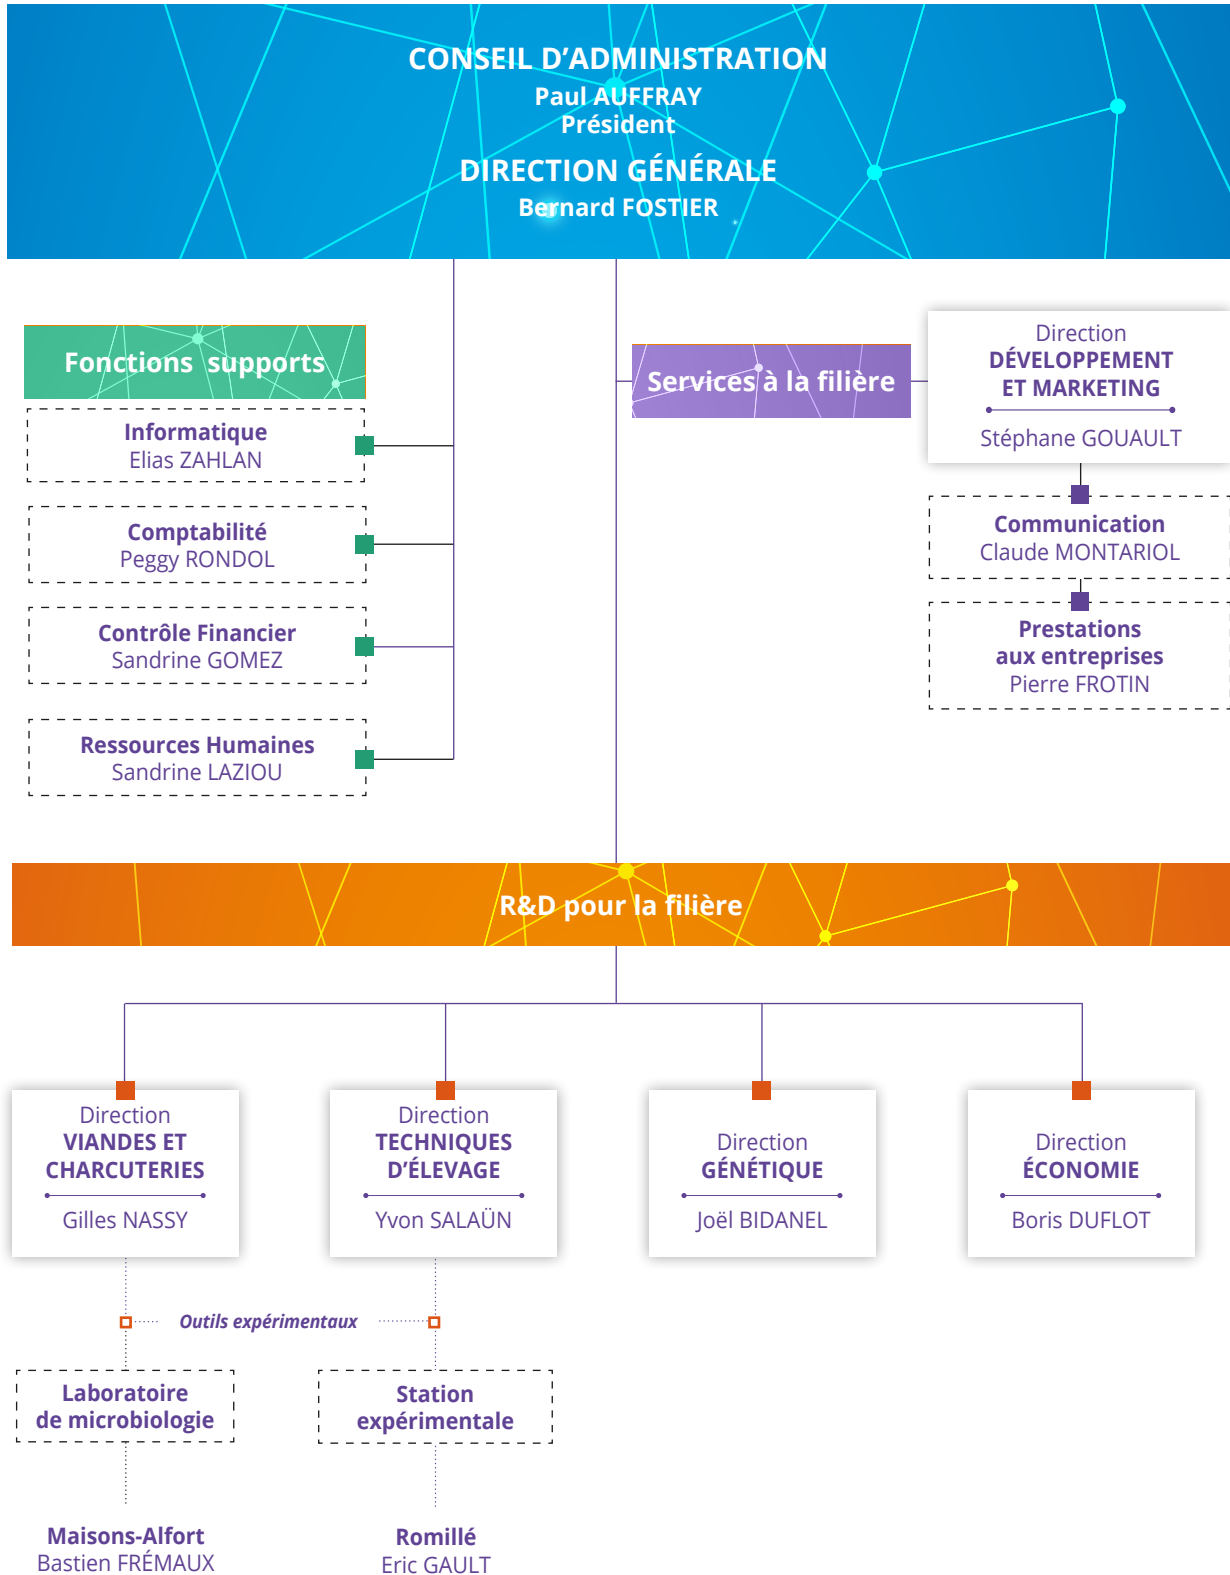 CONSEIL D’ADMINISTRATION
Paul AUFFRAY
Président
DIRECTION GÉNÉRALE
Bernard FOSTIER
Fonctions supports
Informatique
Elias ZAHLAN
Comptabilité
Peggy RONDOL
Contrôle Financier
Sandrine GOMEZ
Ressources Humaines
Sandrine LAZIOU
Services à la filière
Direction
DÉVELOPPEMENT
ET MARKETING
Stéphane GOUAULT
Communication
Claude MONTARIOL
Prestations
aux entreprises
Pierre FROTIN
R&D pour la filière
Direction
VIANDES ET
CHARCUTERIES
Gilles NASSY
Direction
TECHNIQUES
D’ÉLEVAGE
Yvon SALAÜN
Direction
GÉNÉTIQUE
Joël BIDANEL
Direction
ÉCONOMIE
Boris DUFLOT
Outils expérimentaux
Laboratoire
de microbiologie
Station
expérimentale
Maisons-Alfort
Bastien FRÉMAUX
Romillé
Eric GAULT